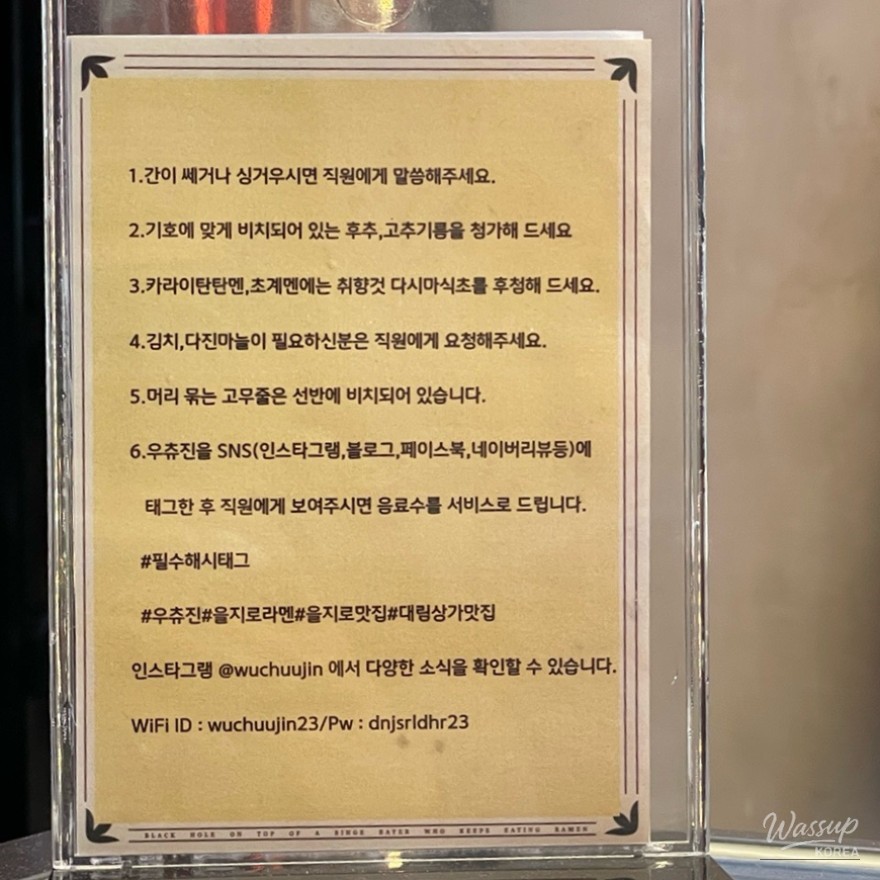 1.간이 쎄거나 싱거우시면 직원에게 말씀해주세요.
2.기호에 맞게 비치되어 있는 후추,고추기름을 첨가해 드세요
3.카라이탄탄멘,초계멘에는 취향것 다시마식초를 후첨해 드세요.
4.김치,다진마늘이 필요하신분은 직원에게 요청해주세요.
5.머리 묶는 고무줄은 선반에 비치되어 있습니다.
6.우츄진을 SNS(인스타그램,블로그,페이스북,네이버리뷰등)에
태그한 후 직원에게 보여주시면 음료수를 서비스로 드립니다.
#필수해시태그
#우츄진#을지로라멘#을지로맛집#대림상가맛집
인스타그램 @wuchuujin 에서 다양한 소식을 확인할 수 있습니다.
WiFi ID : wuchuujin23/Pw : dnjsrldhr23
BLACK HOLE ON TOP OF A BINGE EATER WHO KEEPS EATING RAMEN
Wassup
KOREA